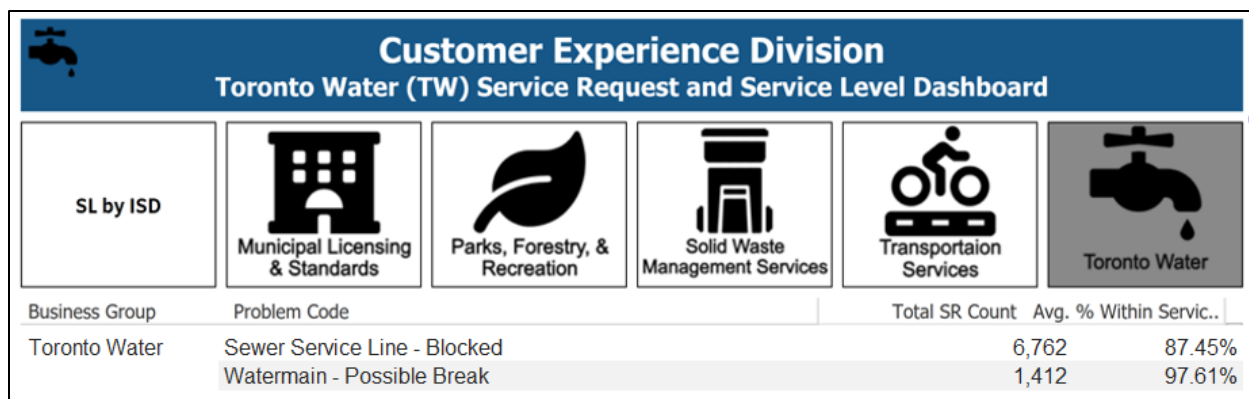 Customer Experience Division
Toronto Water (TW) Service Request and Service Level Dashboard
SL by ISD
Municipal Licensing
& Standards
Parks, Forestry, &
Recreation
Solid Waste
Management Services
Transportaion
Services
Toronto Water
Business Group Problem Code Total SR Count Avg. % Within Servic..
Toronto Water Sewer Service Line - Blocked 6,762 87.45%
Watermain - Possible Break 1,412 97.61%